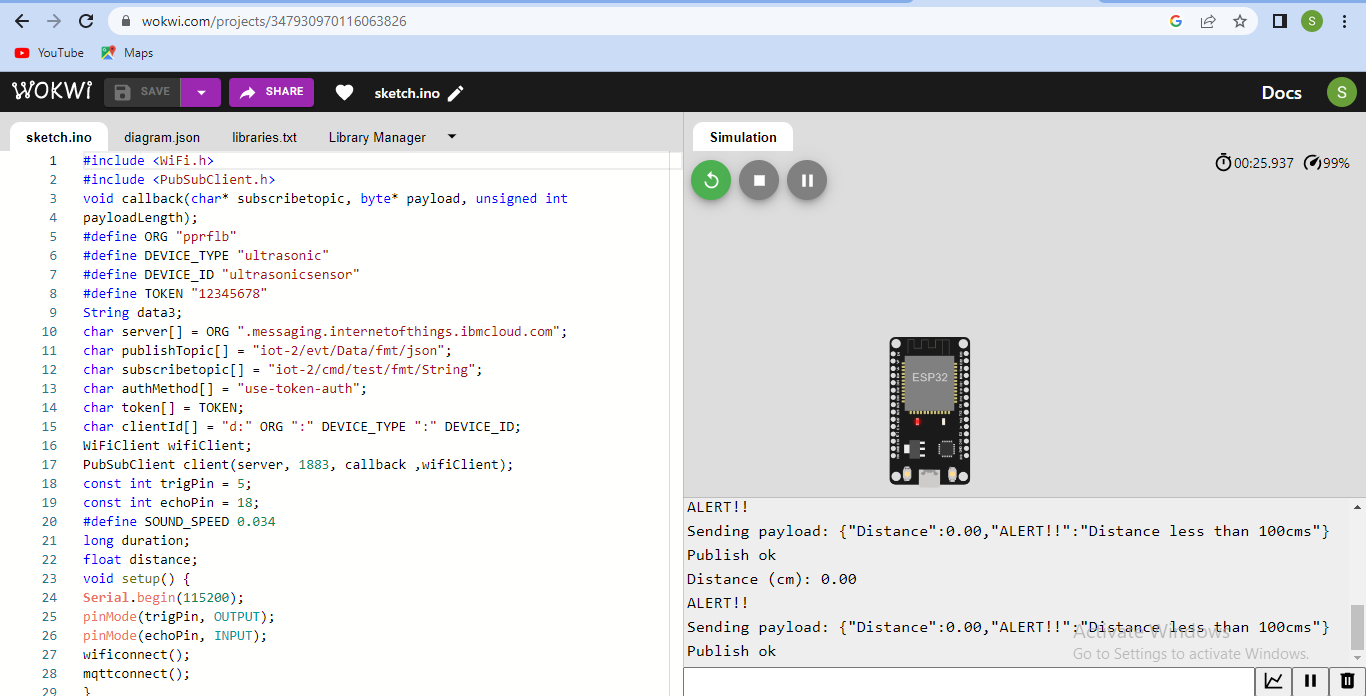 wokwi.com/projects/347930970116063826
S
YouTube
Maps
WOKWI
SAVE
SHARE
sketch.ino
Docs
S
sketch.ino
diagram.json
libraries.txt
Library Manager
1 #include <WiFi.h>
2 #include <PubSubClient.h>
3 void callback(char* subscribetopic, byte* payload, unsigned int
4 payloadLength);
5 #define ORG "pprflb"
6 #define DEVICE_TYPE "ultrasonic"
7 #define DEVICE_ID "ultrasonicsensor"
8 #define TOKEN "12345678"
9 String data3;
10 char server[] = ORG ".messaging.internetofthings.ibmcloud.com";
11 char publishTopic[] = "iot-2/evt/Data/fmt/json";
12 char subscribetopic[] = "iot-2/cmd/test/fmt/String";
13 char authMethod[] = "use-token-auth";
14 char token[] = TOKEN;
15 char clientId[] = "d:" ORG ":" DEVICE_TYPE ":" DEVICE_ID;
16 WiFiClient wifiClient;
17 PubSubClient client(server, 1883, callback ,wifiClient);
18 const int trigPin = 5;
19 const int echoPin = 18;
20 #define SOUND_SPEED 0.034
21 long duration;
22 float distance;
23 void setup() {
24 Serial.begin(115200);
25 pinMode(trigPin, OUTPUT);
26 pinMode(echoPin, INPUT);
27 wificonnect();
28 mqttconnect();
29 }
Simulation
00:25.937
99%
ESP32
ALERT!!
Sending payload: {"Distance":0.00,"ALERT!!":"Distance less than 100cms"}
Publish ok
Distance (cm): 0.00
ALERT!!
Sending payload: {"Distance":0.00,"ALERT!!":"Distance less than 100cms"}
Publish ok
Activate Windows
Go to Settings to activate Windows.